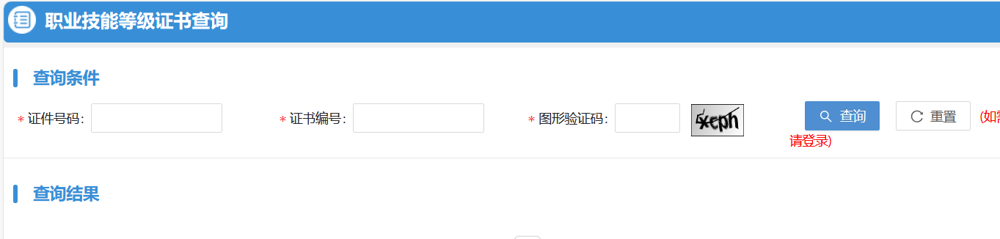 职业技能等级证书查询
查询条件
* 证件号码：
* 证书编号：
* 图形验证码：
查询
重置
(如需
请登录)
查询结果